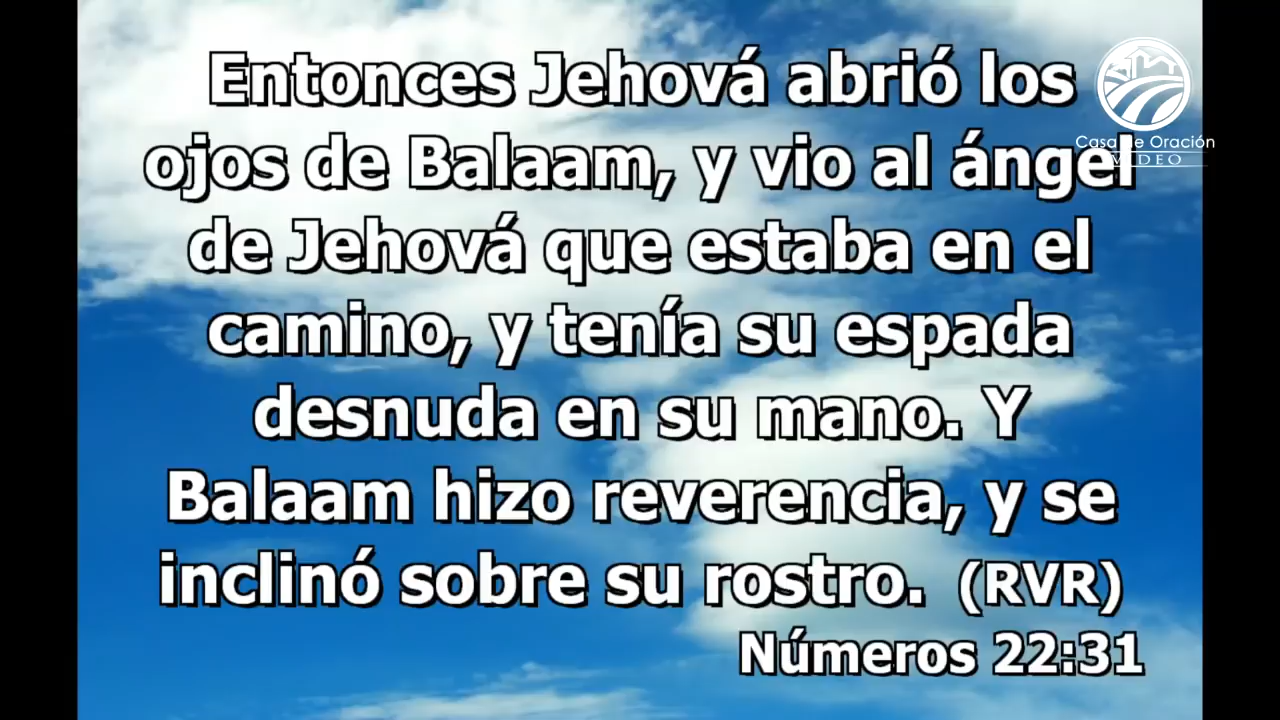 Entonces Jehová abrió los
ojos de Balaam, y vio al ángel
de Jehová que estaba en el
camino, y tenía su espada
desnuda en su mano. Y
Balaam hizo reverencia, y se
inclinó sobre su rostro. (RVR)
Números 22:31
Casa de Oración
VIDEO